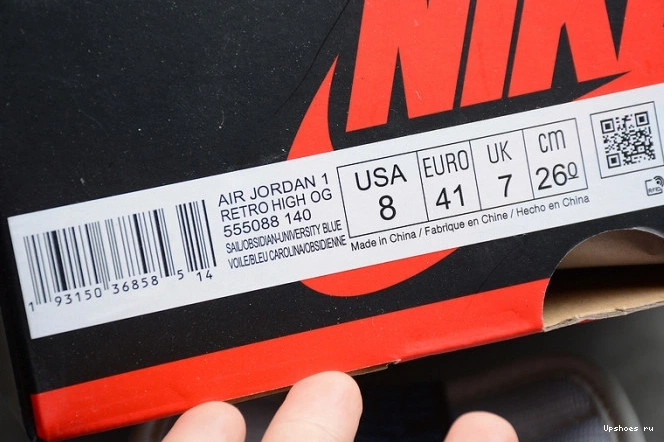 NIKE
AIR JORDAN 1
RETRO HIGH OG
555088 140
SAIL/OBSIDIAN-UNIVERSITY BLUE
VOILE/BLEU CAROLINA/OBSIDIENNE
USA
8
EURO
41
UK
7
cm
26º
Made in China / Fabriqué en Chine / Hecho en China
1 93150 36858 5 14
RFID
Upshoes ru